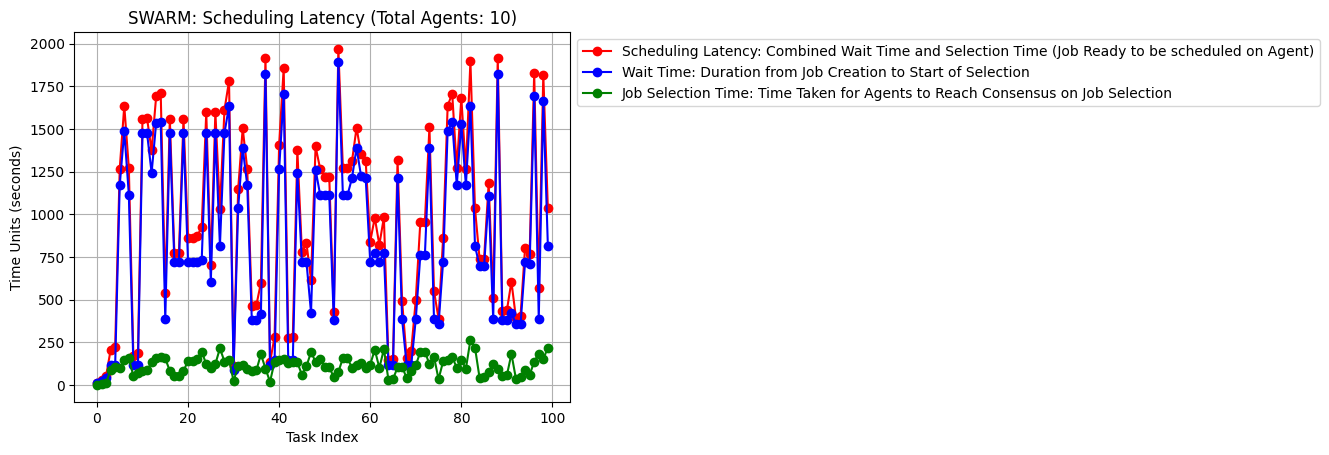 SWARM: Scheduling Latency (Total Agents: 10)
Scheduling Latency: Combined Wait Time and Selection Time (Job Ready to be scheduled on Agent)
Wait Time: Duration from Job Creation to Start of Selection
Job Selection Time: Time Taken for Agents to Reach Consensus on Job Selection
Time Units (seconds)
2000
1750
1500
1250
1000
750
500
250
0
0 20 40 60 80 100
Task Index